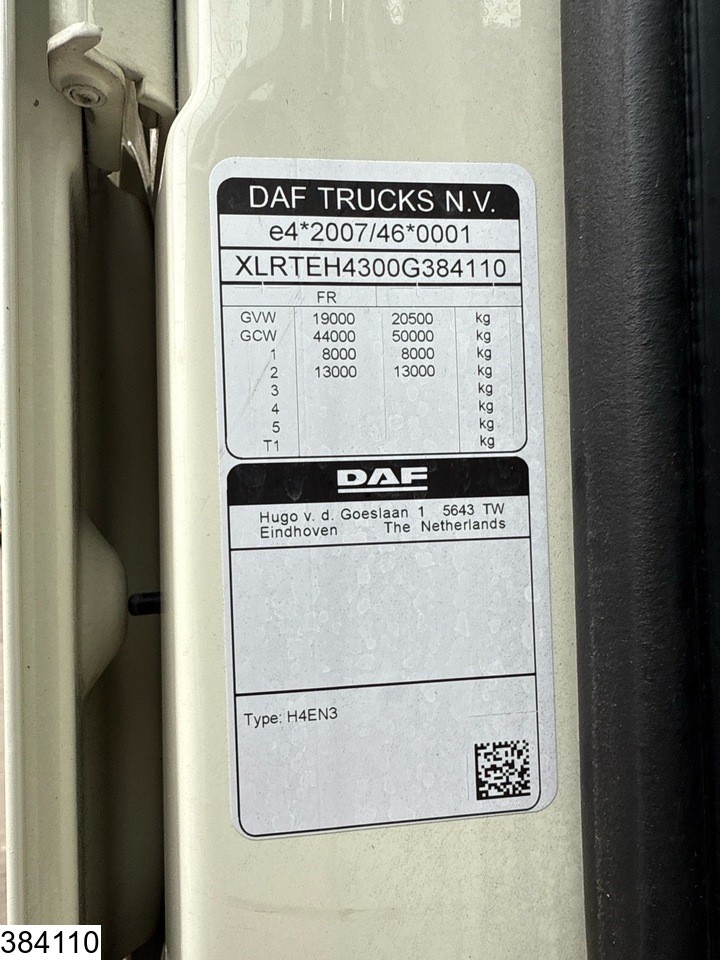 DAF TRUCKS N.V.
e4*2007/46*0001
XLRTEH4300G384110
FR
GVW 19000 20500 kg
GCW 44000 50000 kg
1 8000 8000 kg
2 13000 13000 kg
3 kg
4 kg
5 kg
T1 kg
DAF
Hugo v. d. Goeslaan 1 5643 TW
Eindhoven The Netherlands
Type: H4EN3
384110